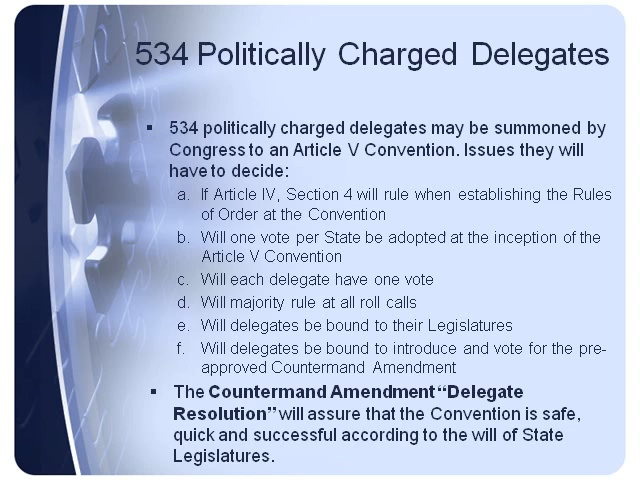 534 Politically Charged Delegates
▪ 534 politically charged delegates may be summoned by
Congress to an Article V Convention. Issues they will
have to decide:
a. If Article IV, Section 4 will rule when establishing the Rules
of Order at the Convention
b. Will one vote per State be adopted at the inception of the
Article V Convention
c. Will each delegate have one vote
d. Will majority rule at all roll calls
e. Will delegates be bound to their Legislatures
f. Will delegates be bound to introduce and vote for the pre-
approved Countermand Amendment
▪ The Countermand Amendment “Delegate
Resolution” will assure that the Convention is safe,
quick and successful according to the will of State
Legislatures.